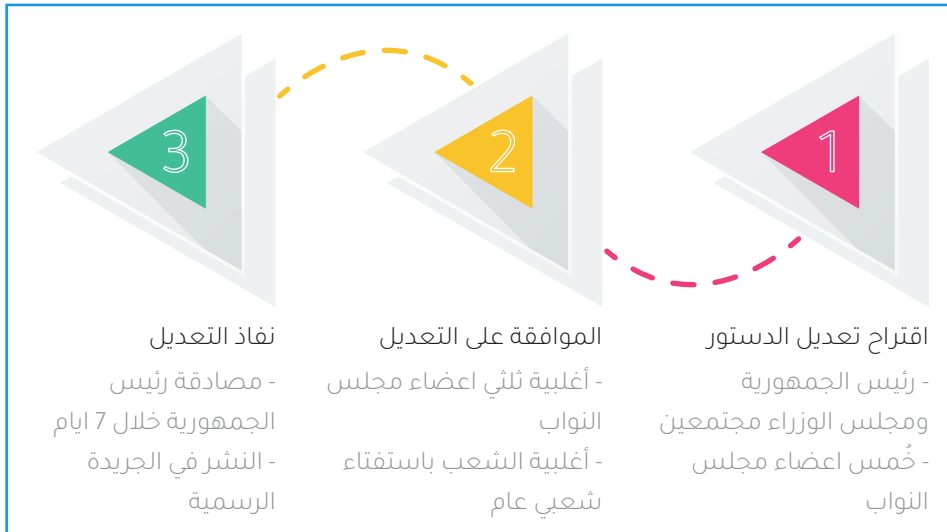 1
اقتراح تعديل الدستور
- رئيس الجمهورية
ومجلس الوزراء مجتمعين
- خُمس اعضاء مجلس
النواب
2
الموافقة على التعديل
- أغلبية ثلثي اعضاء مجلس
النواب
- أغلبية الشعب باستفتاء
شعبي عام
3
نفاذ التعديل
- مصادقة رئيس
الجمهورية خلال 7 ايام
- النشر في الجريدة
الرسمية